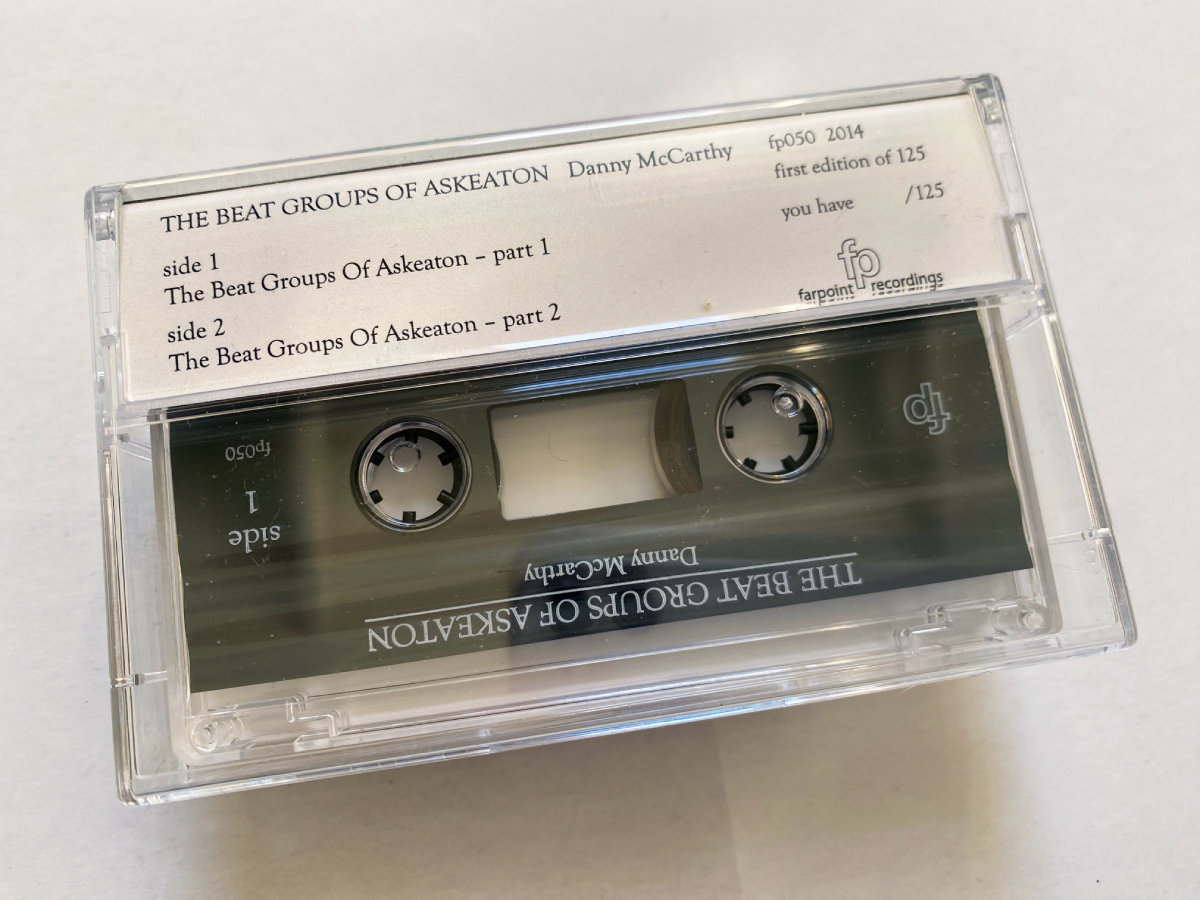 THE BEAT GROUPS OF ASKEATON Danny McCarthy
side 1
The Beat Groups Of Askeaton – part 1
side 2
The Beat Groups Of Askeaton – part 2
fp050 2014
first edition of 125
you have /125
fp
farpoint recordings
THE BEAT GROUPS OF ASKEATON
Danny McCarthy
side
1
fp050
fp